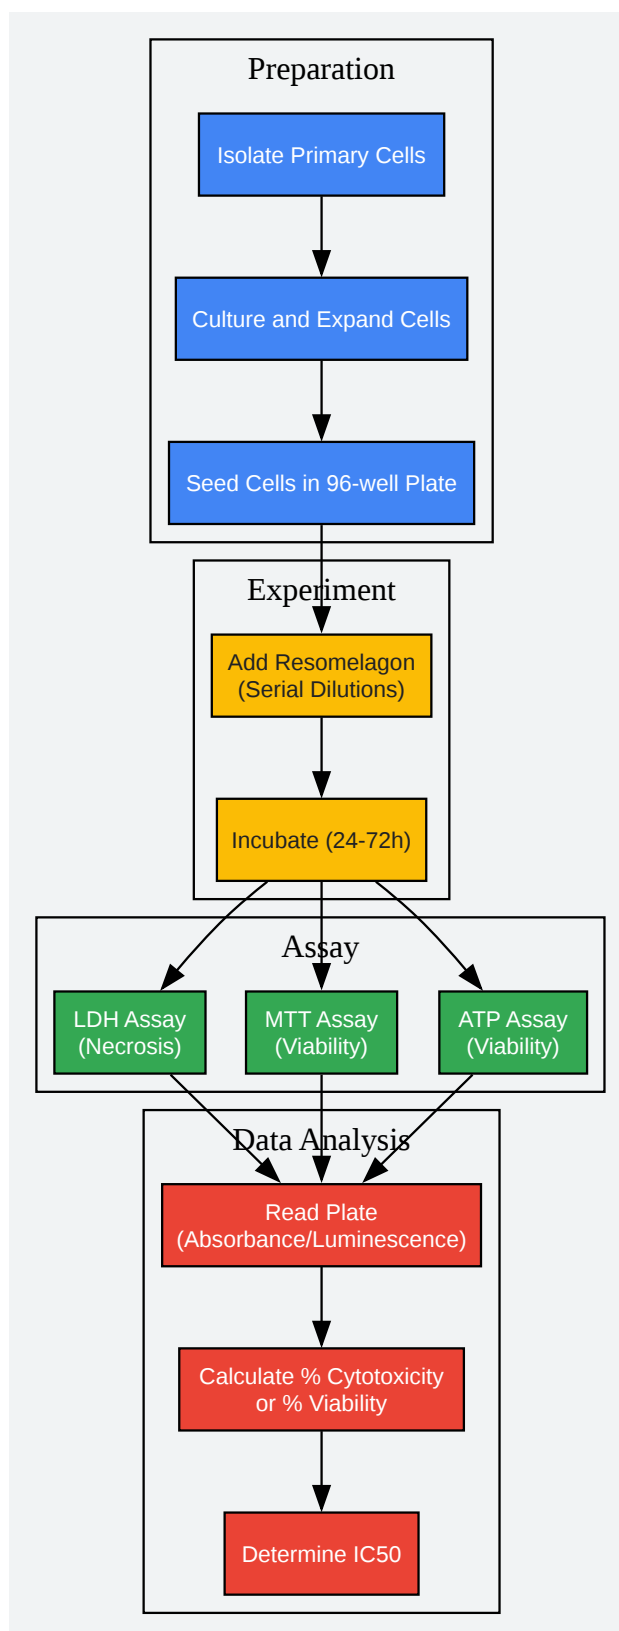 Preparation
Isolate Primary Cells
Culture and Expand Cells
Seed Cells in 96-well Plate
Experiment
Add Resomelagon
(Serial Dilutions)
Incubate (24-72h)
Assay
LDH Assay
(Necrosis)
MTT Assay
(Viability)
ATP Assay
(Viability)
Data Analysis
Read Plate
(Absorbance/Luminescence)
Calculate % Cytotoxicity
or % Viability
Determine IC50